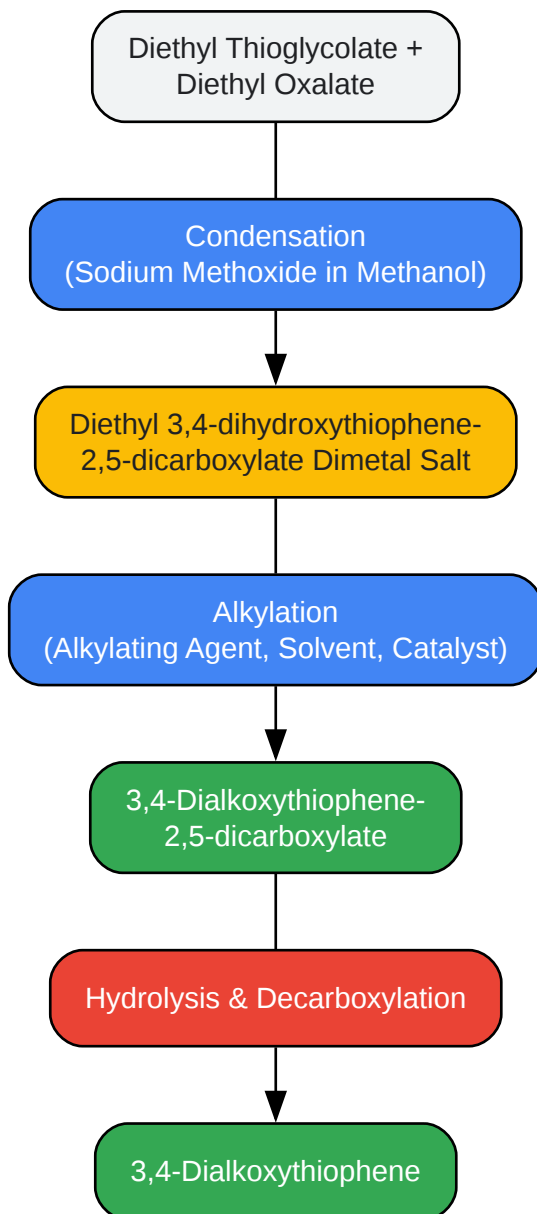 Diethyl Thioglycolate +
Diethyl Oxalate
Condensation
(Sodium Methoxide in Methanol)
Diethyl 3,4-dihydroxythiophene-
2,5-dicarboxylate Dimetal Salt
Alkylation
(Alkylating Agent, Solvent, Catalyst)
3,4-Dialkoxythiophene-
2,5-dicarboxylate
Hydrolysis & Decarboxylation
3,4-Dialkoxythiophene